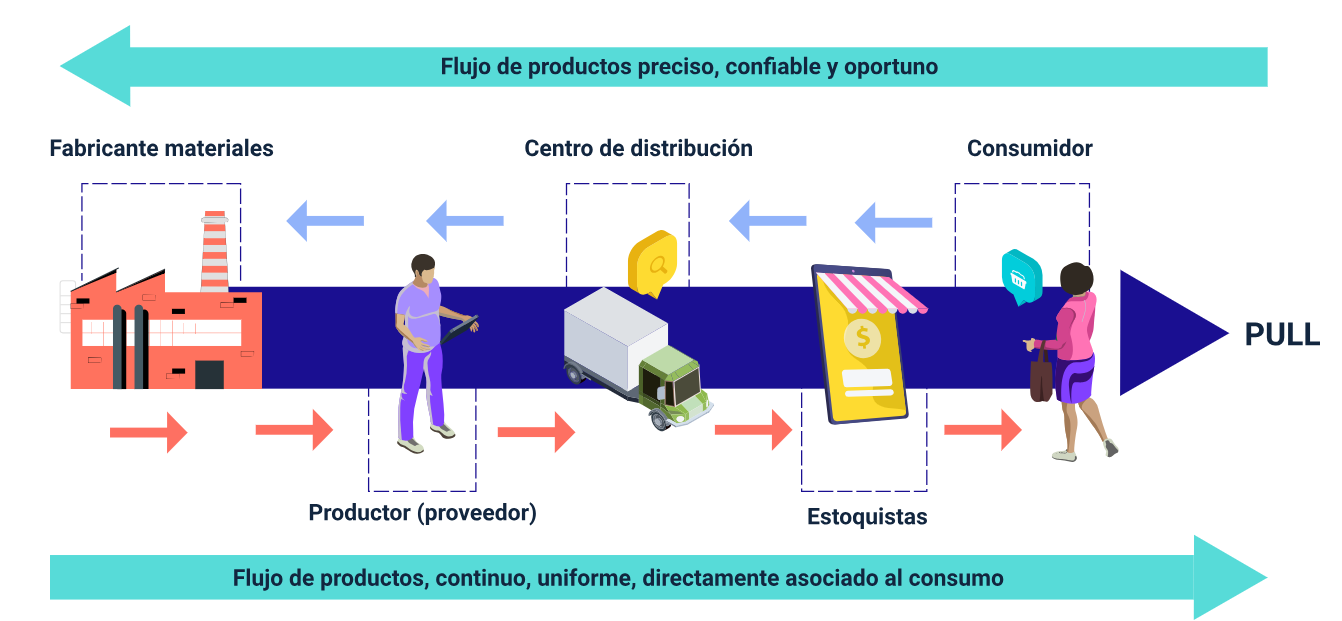 Flujo de productos preciso, confiable y oportuno
Fabricante materiales
Centro de distribución
Consumidor
$
PULL
Productor (proveedor)
Estoquistas
Flujo de productos, continuo, uniforme, directamente asociado al consumo